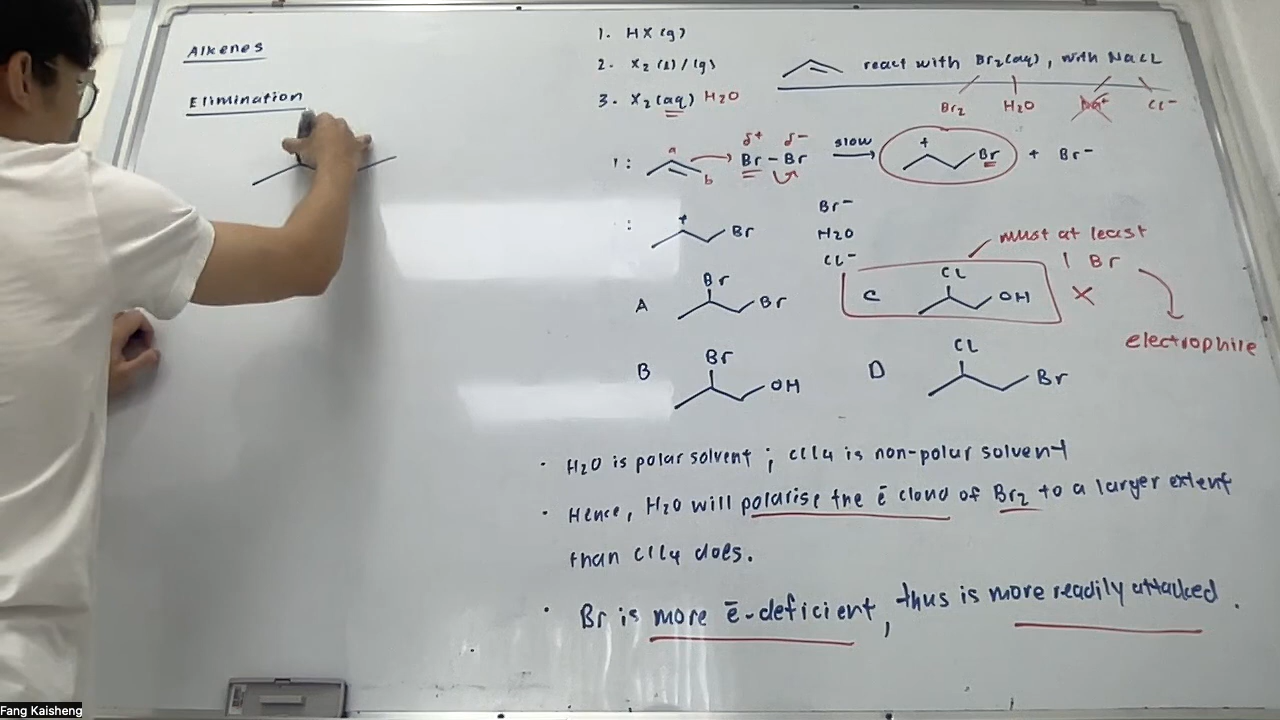 Alkenes
Elimination
1. HX (g)
2. X2 (l) / (g)
3. X2 (aq) H2O
react with Br2(aq), with NaCl
Br2 H2O Na+ Cl-
1: a b δ+ δ- Br-Br slow + Br + Br-
: + Br
Br-
H2O
Cl-
must at least
1 Br
electrophile
A Br Br
C Cl OH X
B Br OH
D Cl Br
· H2O is polar solvent ; CCl4 is non-polar solvent
· Hence, H2O will polarise the ē cloud of Br2 to a larger extent
than CCl4 does.
· Br is more ē-deficient, thus is more readily attacked.
Fang Kaisheng